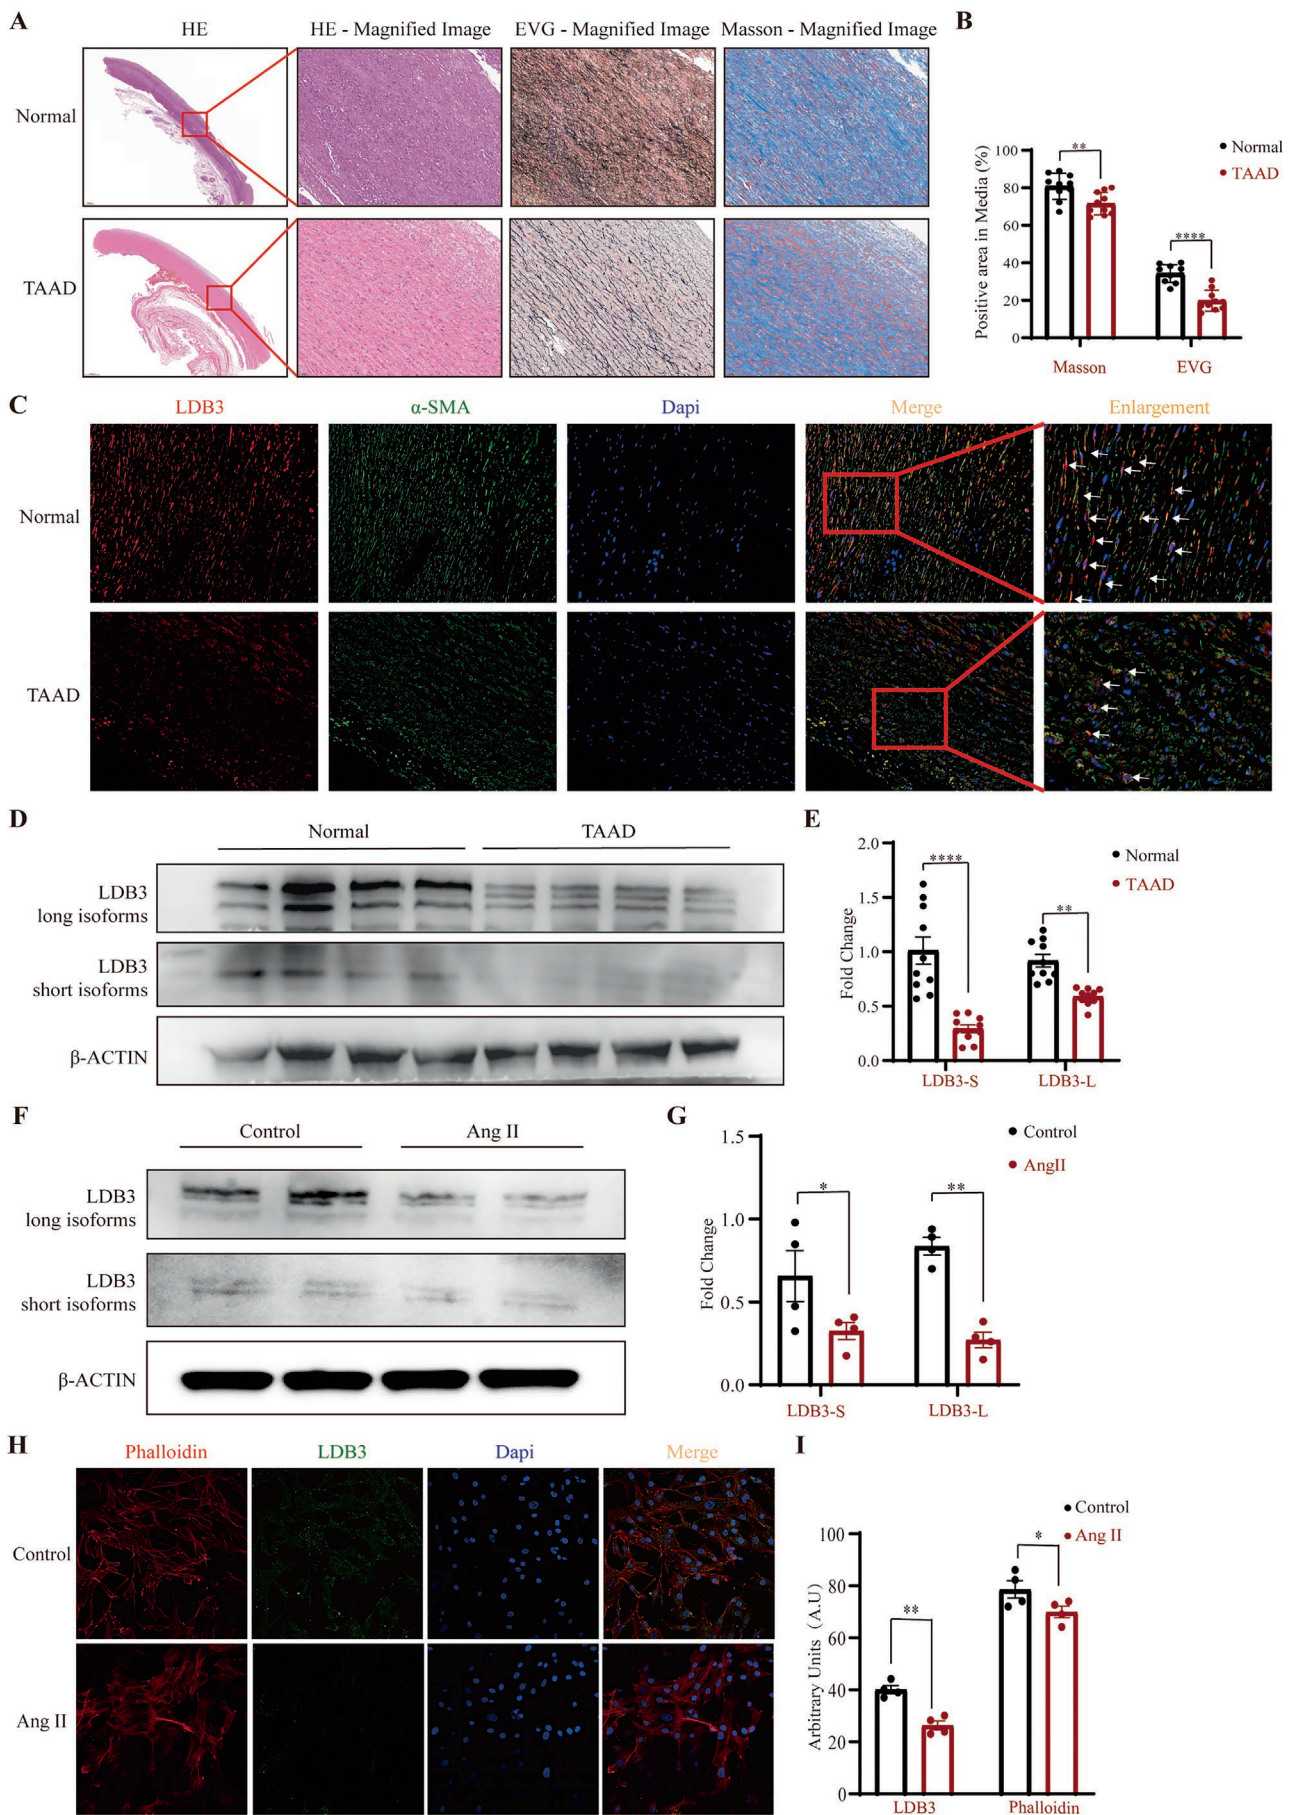 A
HE
HE - Magnified Image
EVG - Magnified Image
Masson - Magnified Image
Normal
TAAD
B
Positive area in Media (%)
100
80
60
40
20
0
**
****
Normal
TAAD
Masson
EVG
C
LDB3
α-SMA
Dapi
Merge
Enlargement
Normal
TAAD
D
Normal
TAAD
LDB3
long isoforms
LDB3
short isoforms
β-ACTIN
E
Fold Change
2.0
1.5
1.0
0.5
0.0
****
**
Normal
TAAD
LDB3-S
LDB3-L
F
Control
Ang II
LDB3
long isoforms
LDB3
short isoforms
β-ACTIN
G
Fold Change
1.5
1.0
0.5
0.0
*
**
Control
AngII
LDB3-S
LDB3-L
H
Phalloidin
LDB3
Dapi
Merge
Control
Ang II
I
Arbitrary Units (A.U)
100
80
60
40
20
0
**
*
Control
Ang II
LDB3
Phalloidin